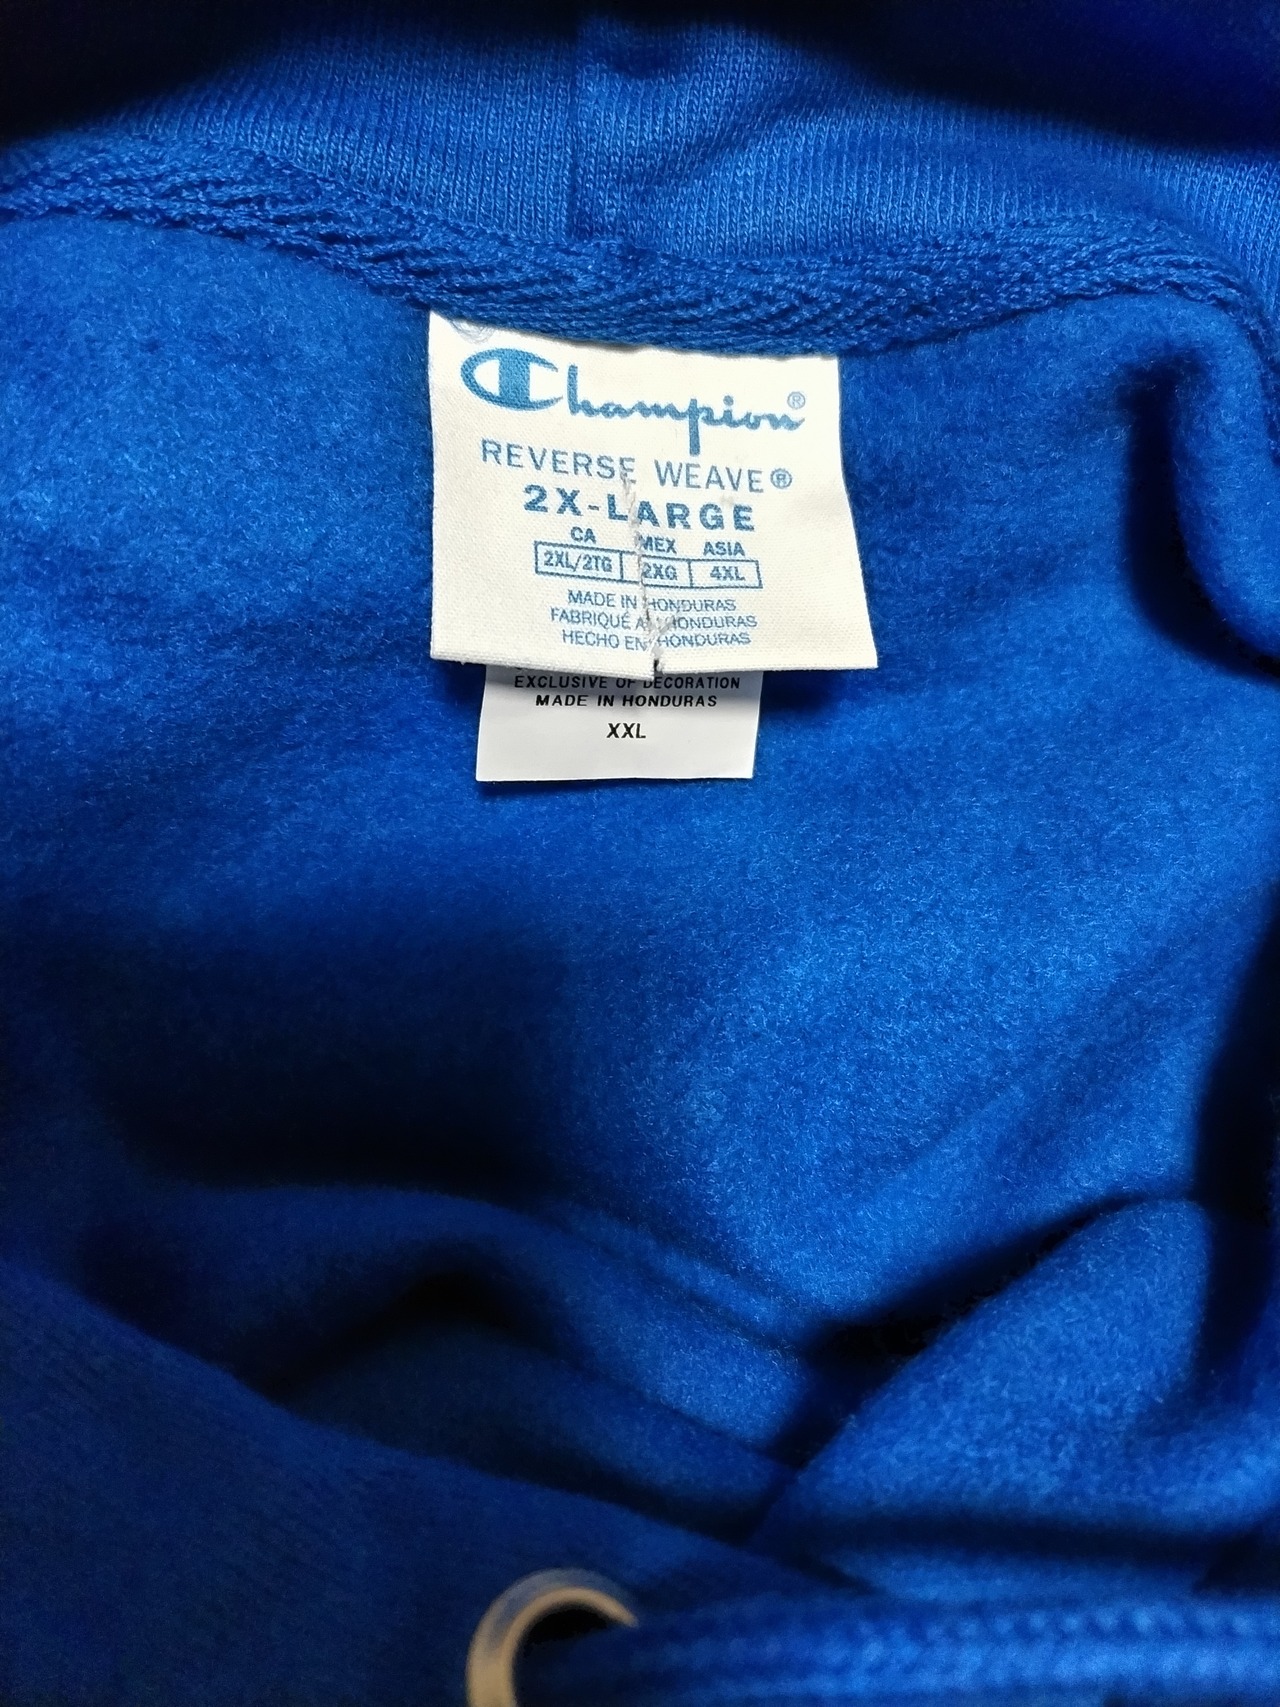 Champion®
REVERSE WEAVE®
2X-LARGE
CA MEX ASIA
2XL/2TG 2XG 4XL
MADE IN HONDURAS
FABRIQUÉ AU HONDURAS
HECHO EN HONDURAS
EXCLUSIVE OF DECORATION
MADE IN HONDURAS
XXL